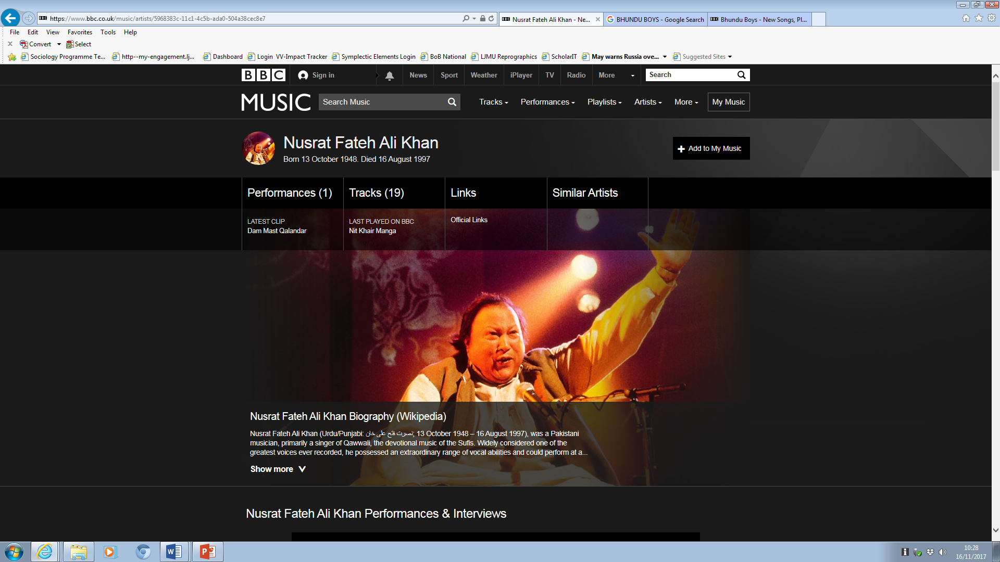 https://www.bbc.co.uk/music/artists/5968383c-11c1-4c5b-ada0-504a38cec8e7
Nusrat Fateh Ali Khan - Ne...
BHUNDU BOYS - Google Search
Bhundu Boys - New Songs, Pl...
File Edit View Favorites Tools Help
Convert Select
Sociology Programme Te... http--my-engagement.lj... Dashboard Login VV-Impact Tracker Symplectic Elements Login BoB National LJMU Reprographics ScholarIT May warns Russia ove... Suggested Sites
BBC Sign in News Sport Weather iPlayer TV Radio More Search
MUSIC Search Music Tracks Performances Playlists Artists More My Music
Nusrat Fateh Ali Khan
Born 13 October 1948. Died 16 August 1997
Add to My Music
Performances (1) Tracks (19) Links Similar Artists
LATEST CLIP
Dam Mast Qalandar
LAST PLAYED ON BBC
Nit Khair Manga
Official Links
Nusrat Fateh Ali Khan Biography (Wikipedia)
Nusrat Fateh Ali Khan (Urdu/Punjabi: نصرت فتح علی خان; 13 October 1948 – 16 August 1997), was a Pakistani
musician, primarily a singer of Qawwali, the devotional music of the Sufis. Widely considered one of the
greatest voices ever recorded, he possessed an extraordinary range of vocal abilities and could perform at a...
Show more
Nusrat Fateh Ali Khan Performances & Interviews
10:28
16/11/2017